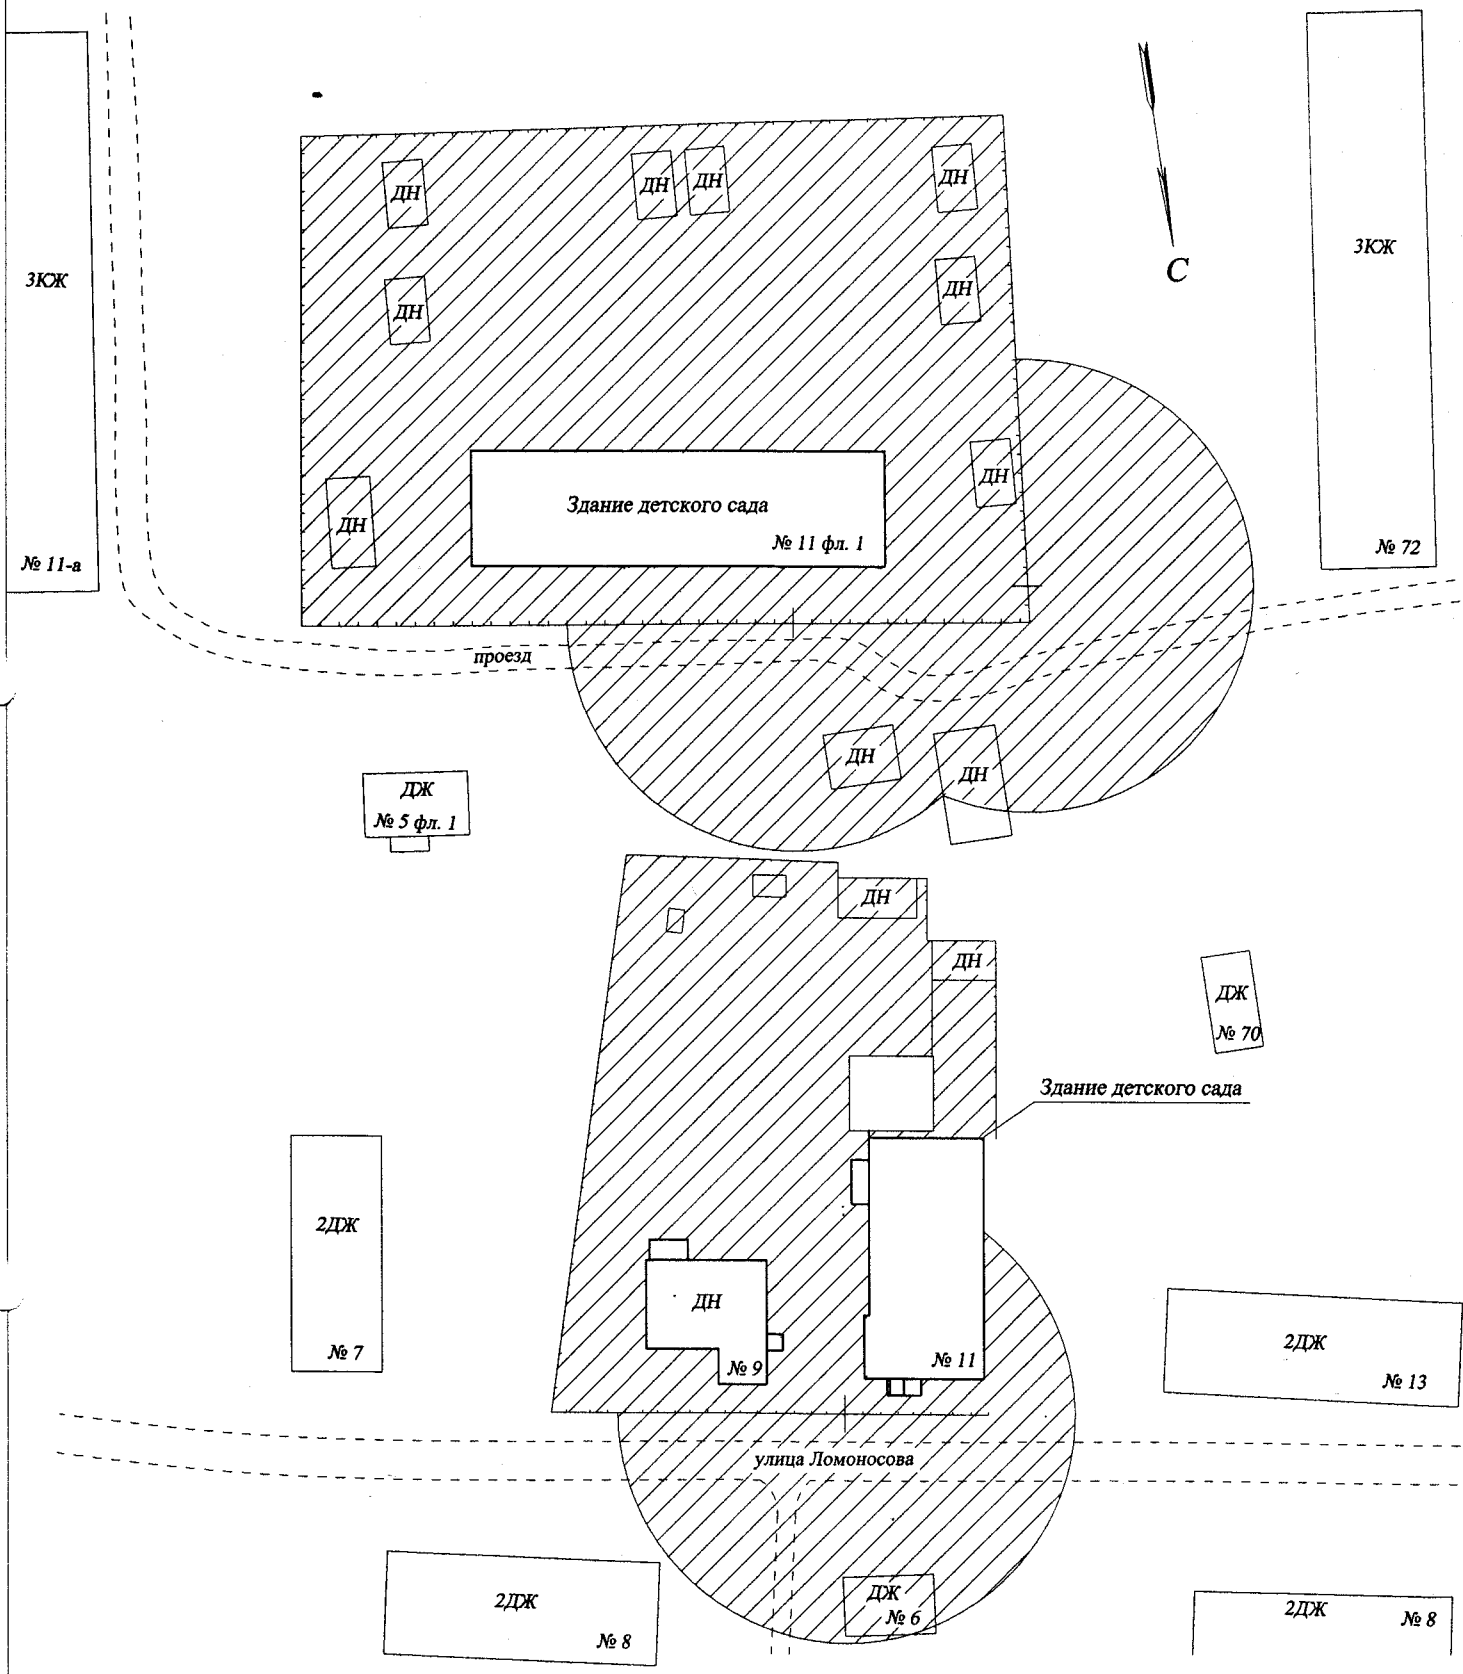 ДН
ДН
ДН
ДН
С
3КЖ
3КЖ
ДН
ДН
ДН
ДН
Здание детского сада
№ 11 фл. 1
№ 11-а
№ 72
проезд
ДН
ДН
ДЖ
№ 5 фл. 1
ДН
ДН
ДЖ
№ 70
Здание детского сада
2ДЖ
№ 7
ДН
№ 9
№ 11
2ДЖ
№ 13
улица Ломоносова
2ДЖ
№ 8
ДЖ
№ 6
2ДЖ
№ 8